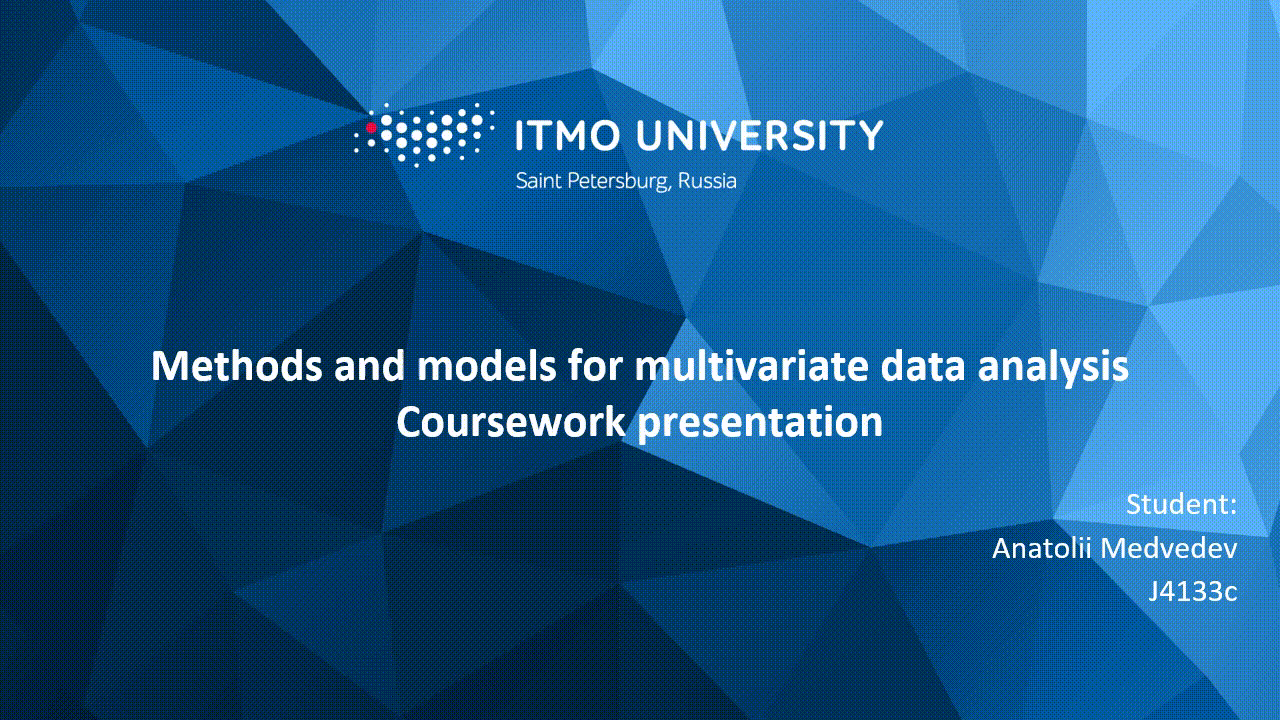 ITMO UNIVERSITY
Saint Petersburg, Russia
Methods and models for multivariate data analysis
Coursework presentation
Student:
Anatolii Medvedev
J4133c